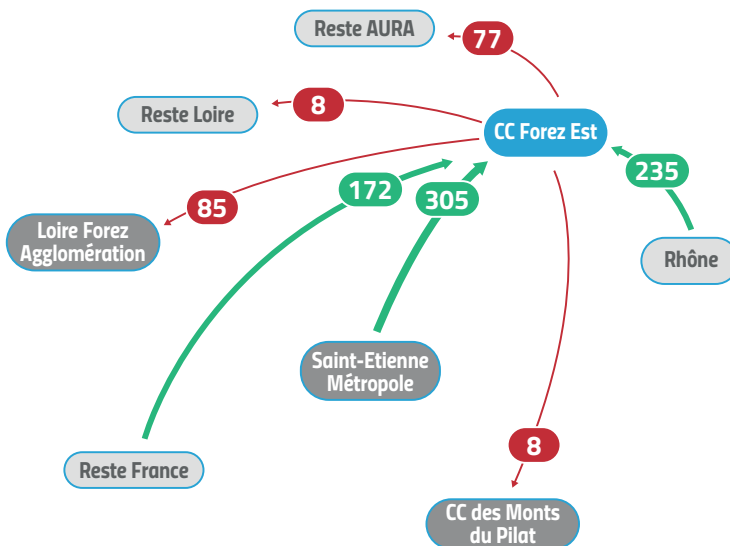 Reste AURA
77
Reste Loire
8
CC Forez Est
235
172
305
85
Loire Forez
Agglomération
Rhône
Saint-Etienne
Métropole
8
Reste France
CC des Monts
du Pilat